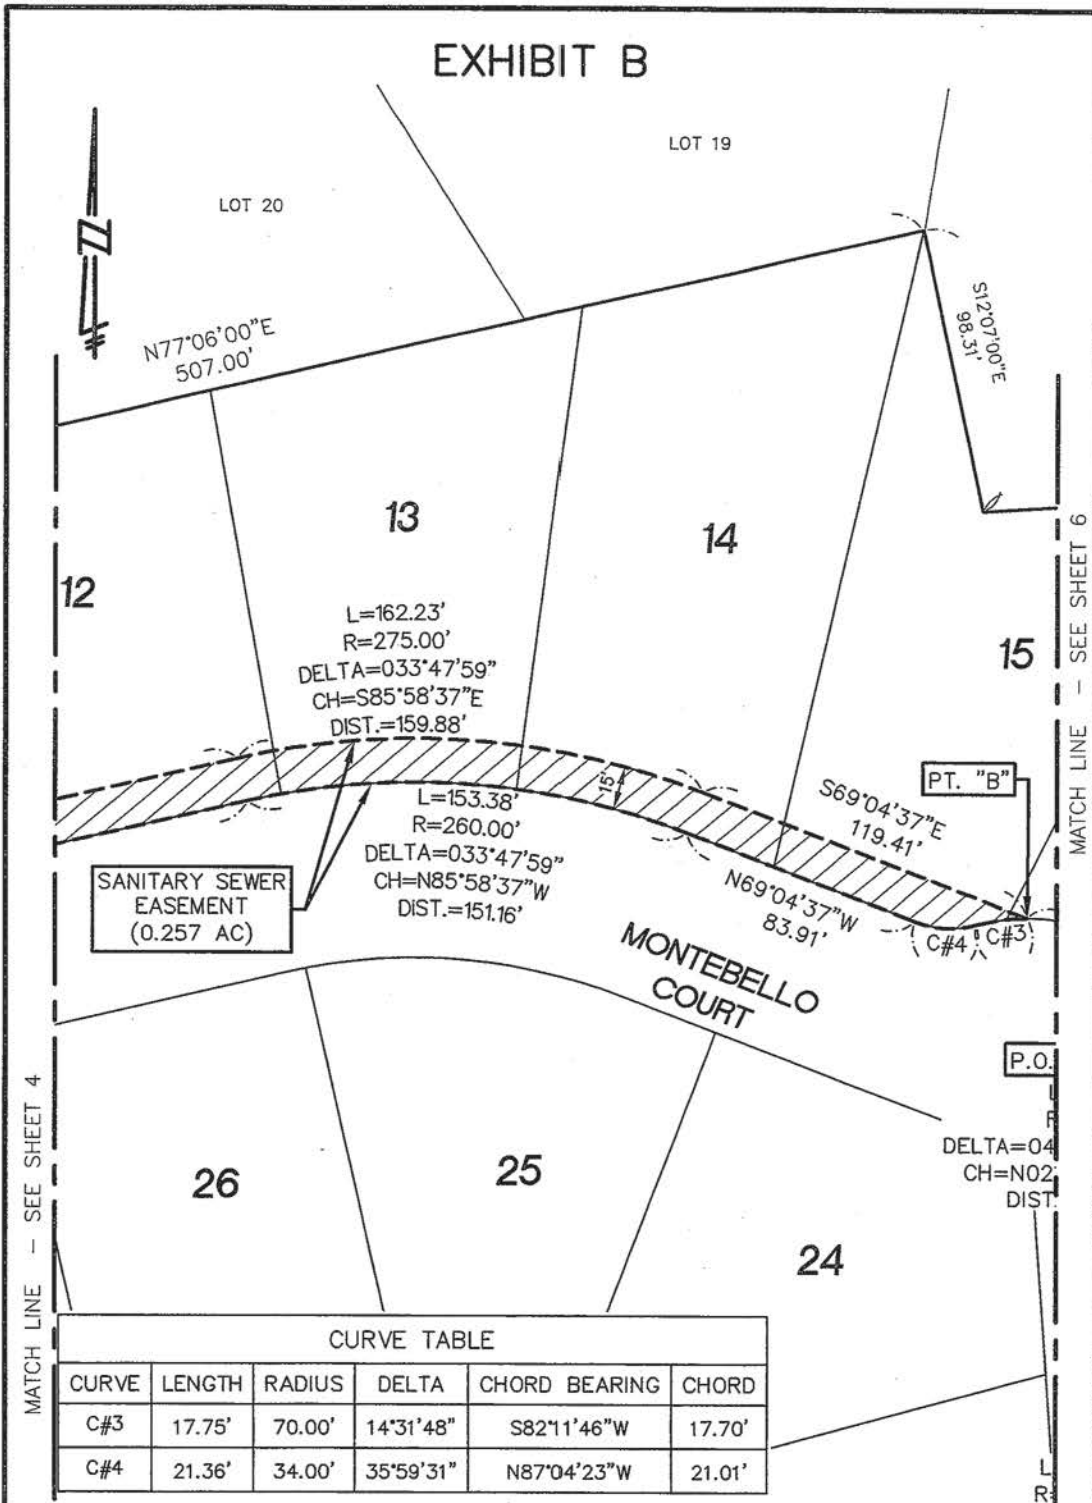 EXHIBIT B
LOT 19
LOT 20
N
N77°06'00"E
507.00'
S12°07'00"E
98.31'
13
14
12
15
L=162.23'
R=275.00'
DELTA=033°47'59"
CH=S85°58'37"E
DIST.=159.88'
15'
L=153.38'
R=260.00'
DELTA=033°47'59"
CH=N85°58'37"W
DIST.=151.16'
SANITARY SEWER
EASEMENT
(0.257 AC)
PT. "B"
S69°04'37"E
119.41'
N69°04'37"W
83.91'
C#4
C#3
MONTEBELLO
COURT
MATCH LINE - SEE SHEET 6
MATCH LINE - SEE SHEET 4
P.O.
DELTA=04
CH=N02
DIST.
26
25
24
CURVE TABLE
CURVE LENGTH RADIUS DELTA CHORD BEARING CHORD
C#3 17.75' 70.00' 14°31'48" S82°11'46"W 17.70'
C#4 21.36' 34.00' 35°59'31" N87°04'23"W 21.01'
L
R=